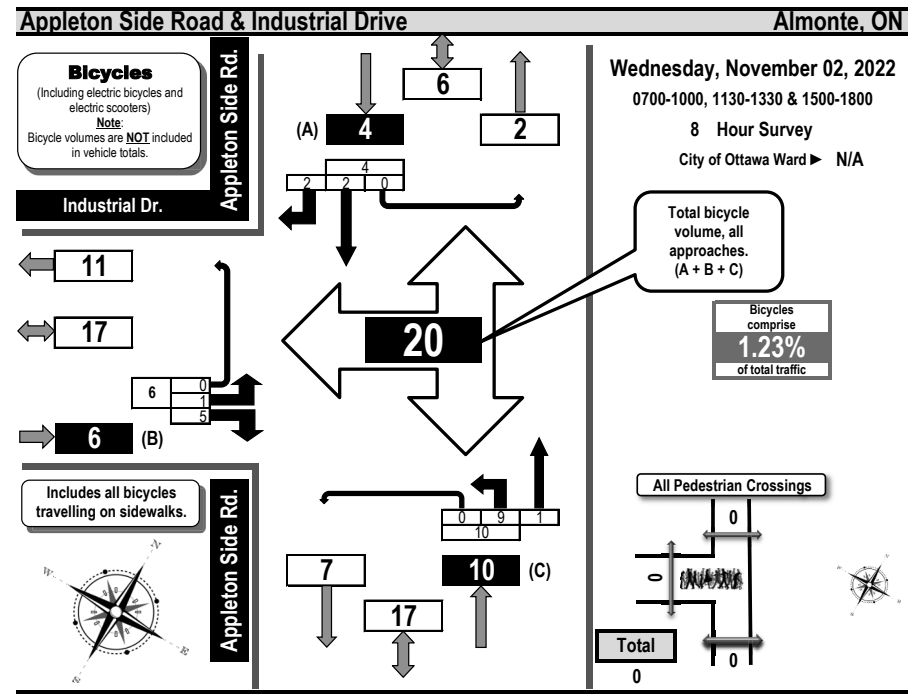 Appleton Side Road & Industrial Drive
Almonte, ON
Bicycles
(Including electric bicycles and
electric scooters)
Note:
Bicycle volumes are NOT included
in vehicle totals.
Appleton Side Rd.
Industrial Dr.
6
(A) 4
2
4
2 2 0
Wednesday, November 02, 2022
0700-1000, 1130-1330 & 1500-1800
8 Hour Survey
City of Ottawa Ward ► N/A
Total bicycle
volume, all
approaches.
(A + B + C)
11
17
20
Bicycles
comprise
1.23%
of total traffic
6
0
1
5
6 (B)
Includes all bicycles
travelling on sidewalks.
Appleton Side Rd.
N
W
E
S
0 9 1
10
7
10 (C)
17
All Pedestrian Crossings
0
0
0
Total
0